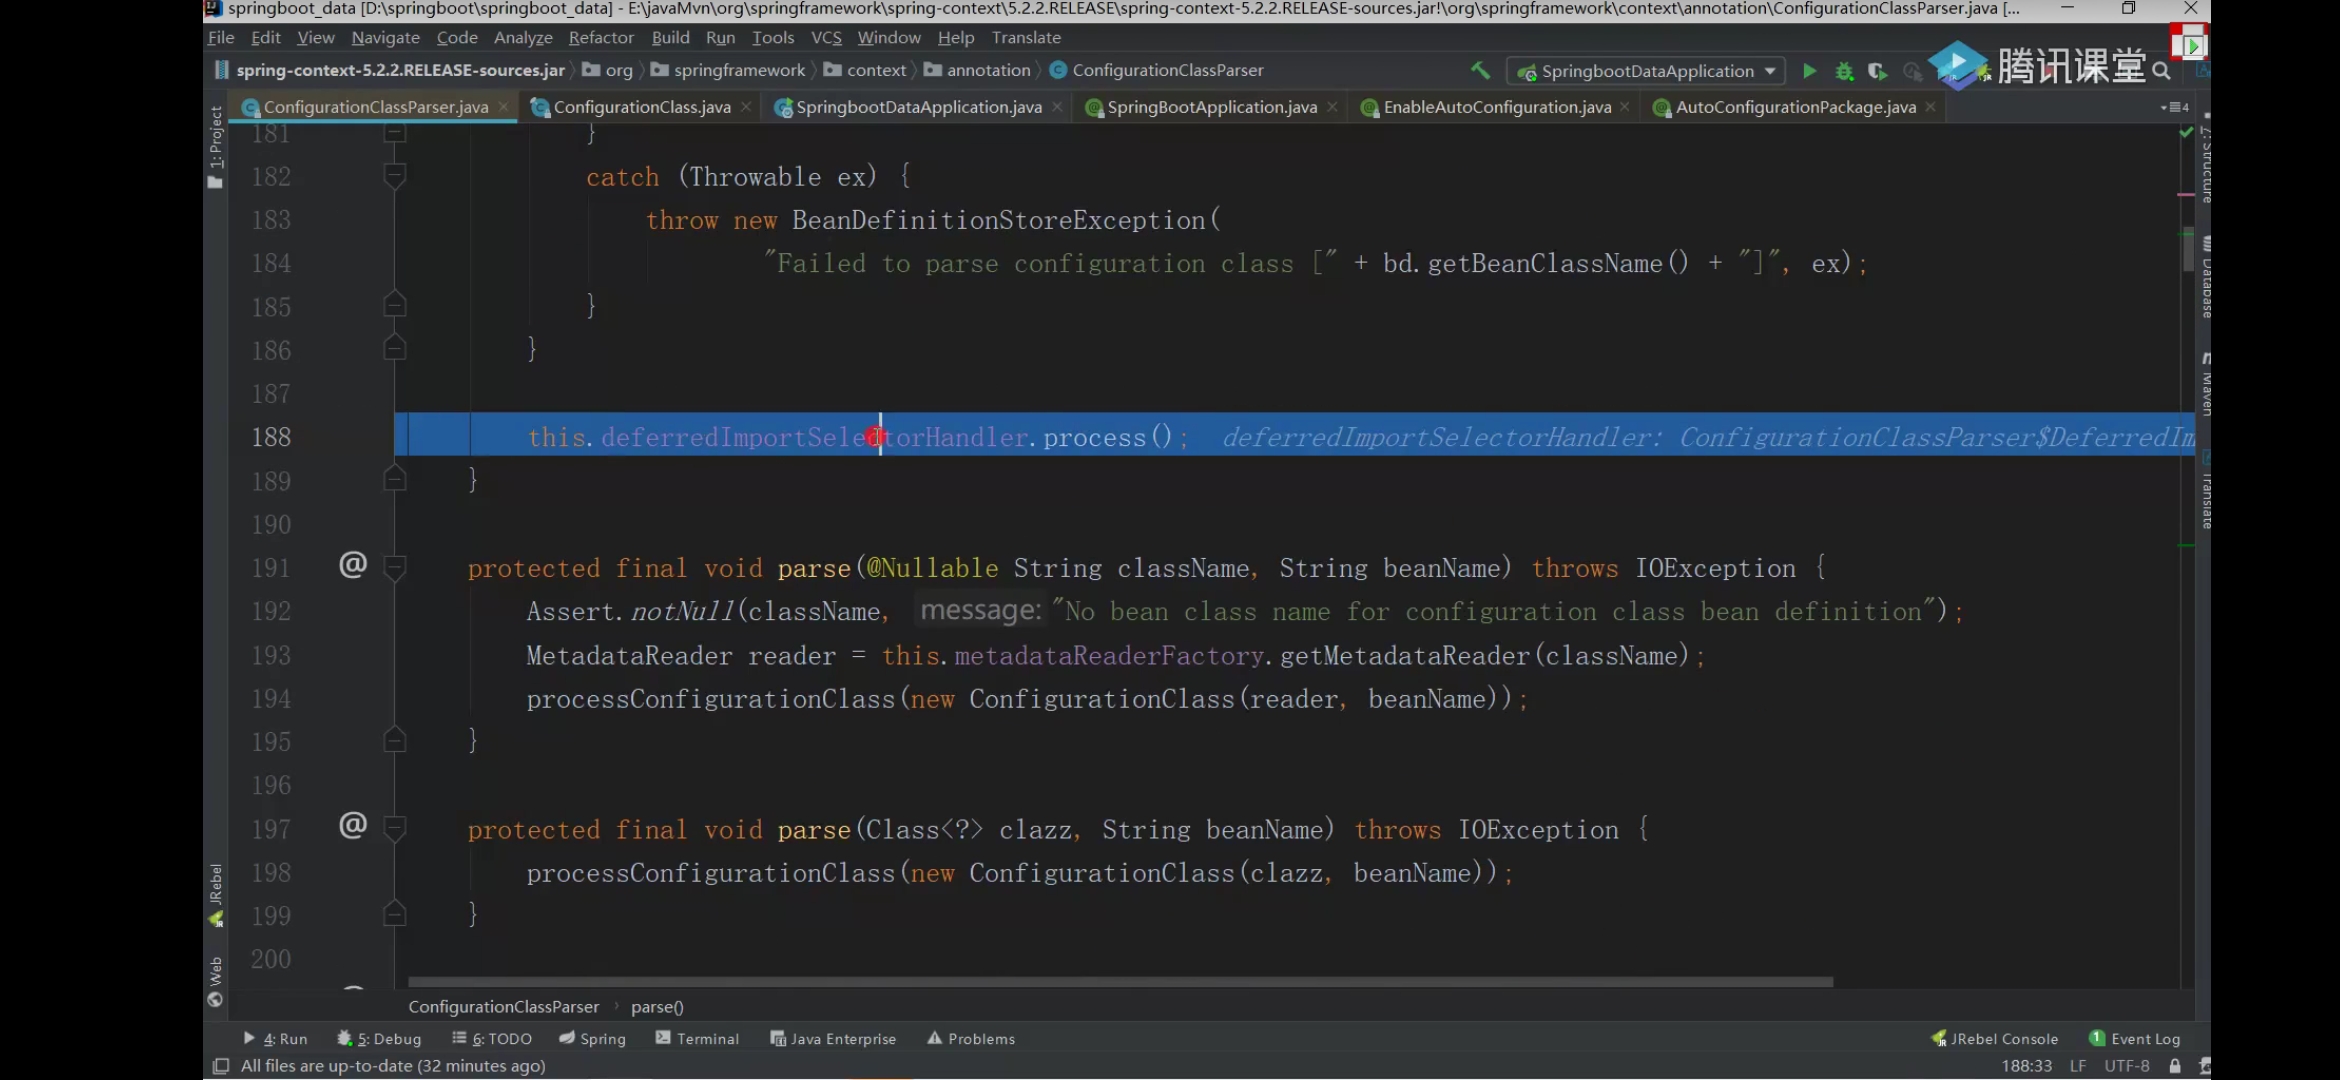 springboot_data [D:\springboot\springboot_data] - E:\javaMvn\org\springframework\spring-context\5.2.2.RELEASE\spring-context-5.2.2.RELEASE-sources.jar!\org\springframework\context\annotation\ConfigurationClassParser.java [...
File Edit View Navigate Code Analyze Refactor Build Run Tools VCS Window Help Translate
spring-context-5.2.2.RELEASE-sources.jar org springframework context annotation ConfigurationClassParser SpringbootDataApplication 腾讯课堂
ConfigurationClassParser.java ConfigurationClass.java SpringbootDataApplication.java SpringBootApplication.java EnableAutoConfiguration.java AutoConfigurationPackage.java 4
1: Project
7: Structure
Database
Maven
Translate
181 }
182 catch (Throwable ex) {
183 throw new BeanDefinitionStoreException(
184 "Failed to parse configuration class [" + bd.getBeanClassName() + "]", ex);
185 }
186 }
187
188 this.deferredImportSelectorHandler.process(); deferredImportSelectorHandler: ConfigurationClassParser$DeferredIm
189 }
190
191 @ protected final void parse(@Nullable String className, String beanName) throws IOException {
192 Assert.notNull(className, message: "No bean class name for configuration class bean definition");
193 MetadataReader reader = this.metadataReaderFactory.getMetadataReader(className);
194 processConfigurationClass(new ConfigurationClass(reader, beanName));
195 }
196
197 @ protected final void parse(Class<?> clazz, String beanName) throws IOException {
198 processConfigurationClass(new ConfigurationClass(clazz, beanName));
199 }
200
JRebel
Web
ConfigurationClassParser parse()
4: Run 5: Debug 6: TODO Spring Terminal Java Enterprise Problems JRebel Console 1 Event Log
All files are up-to-date (32 minutes ago) 188:33 LF UTF-8